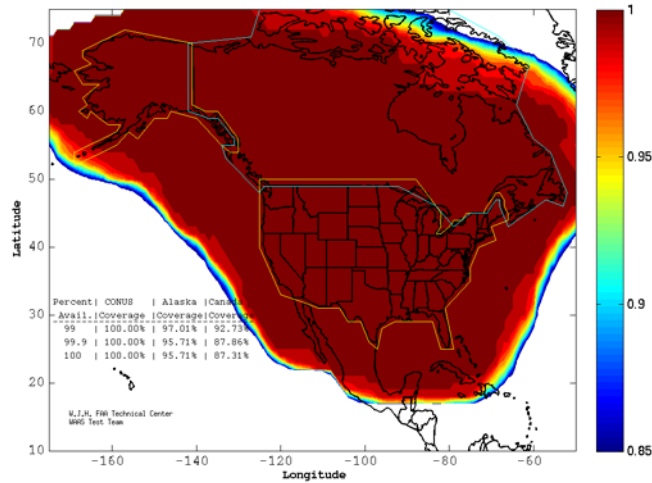 70
60
50
40
30
20
10
Latitude
Percent| CONUS | Alaska |Canada
Avail.|Coverage |Coverage|Coverage
99 | 100.00% | 97.01% | 92.73%
99.9 | 100.00% | 95.71% | 87.86%
100 | 100.00% | 95.71% | 87.31%
W.J.H. FAA Technical Center
WAAS Test Team
-160 -140 -120 -100 -80 -60
Longitude
1
0.95
0.9
0.85